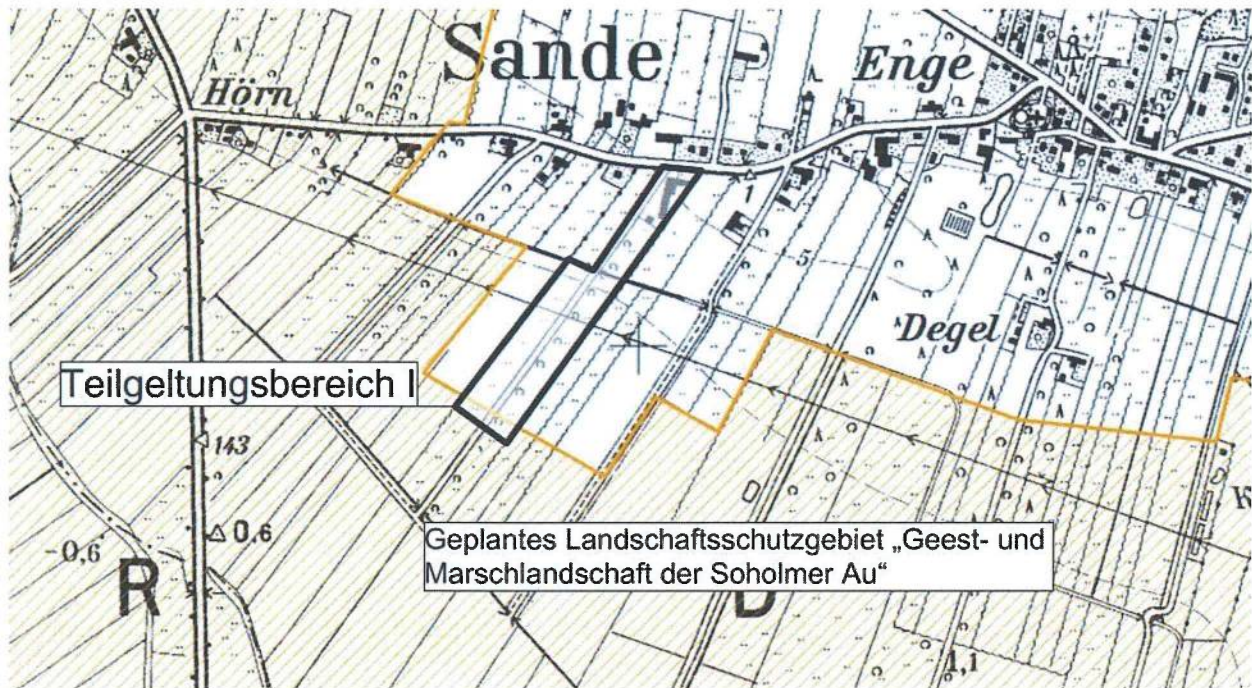 Sande
Enge
Hörn
1
5
Degel
Teilgeltungsbereich I
143
0,6
-0,6
R
Geplantes Landschaftsschutzgebiet „Geest- und
Marschlandschaft der Soholmer Au“
1,1